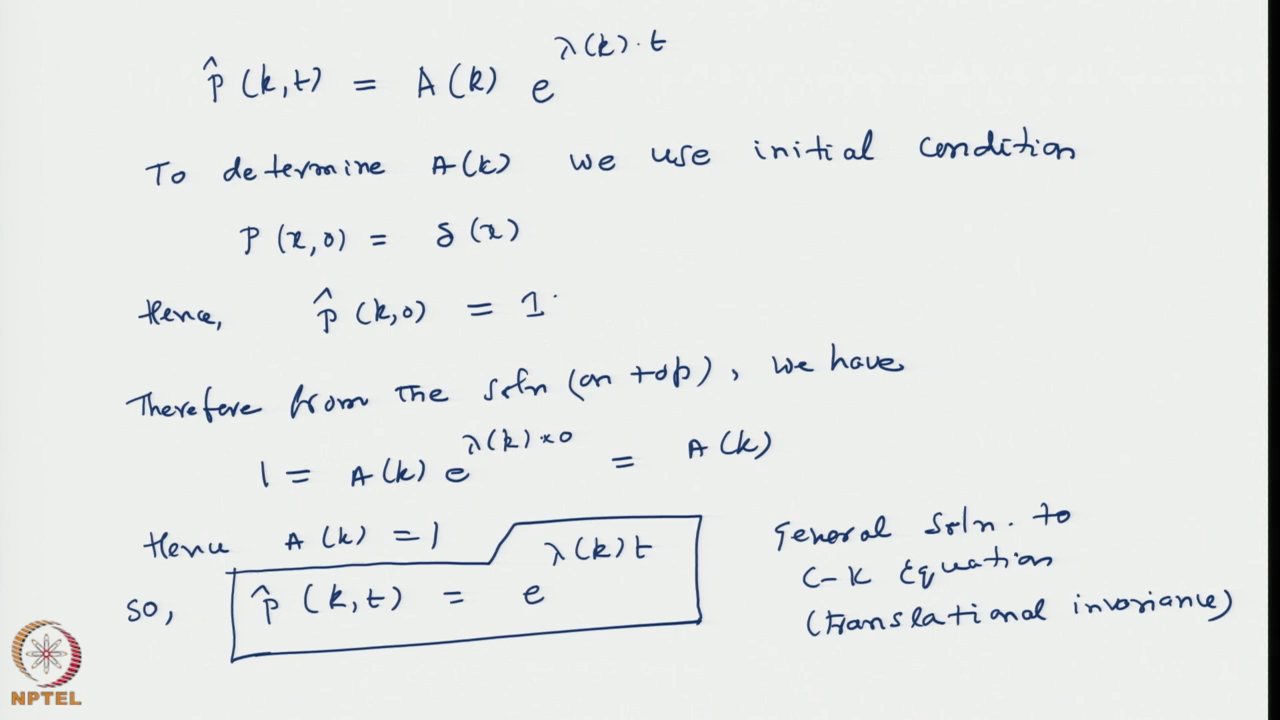 p̂ (k,t) = A(k) e^{λ(k)·t}
To determine A(k) we use initial condition
P (x,0) = δ(x)
Hence, p̂ (k,0) = 1.
Therefore from the soln (on top), we have
1 = A(k) e^{λ(k)×0} = A(k)
Hence A(k) = 1
so, p̂ (k,t) = e^{λ(k)t}
General Soln. to
C-K Equation
(translational invariance)
NPTEL